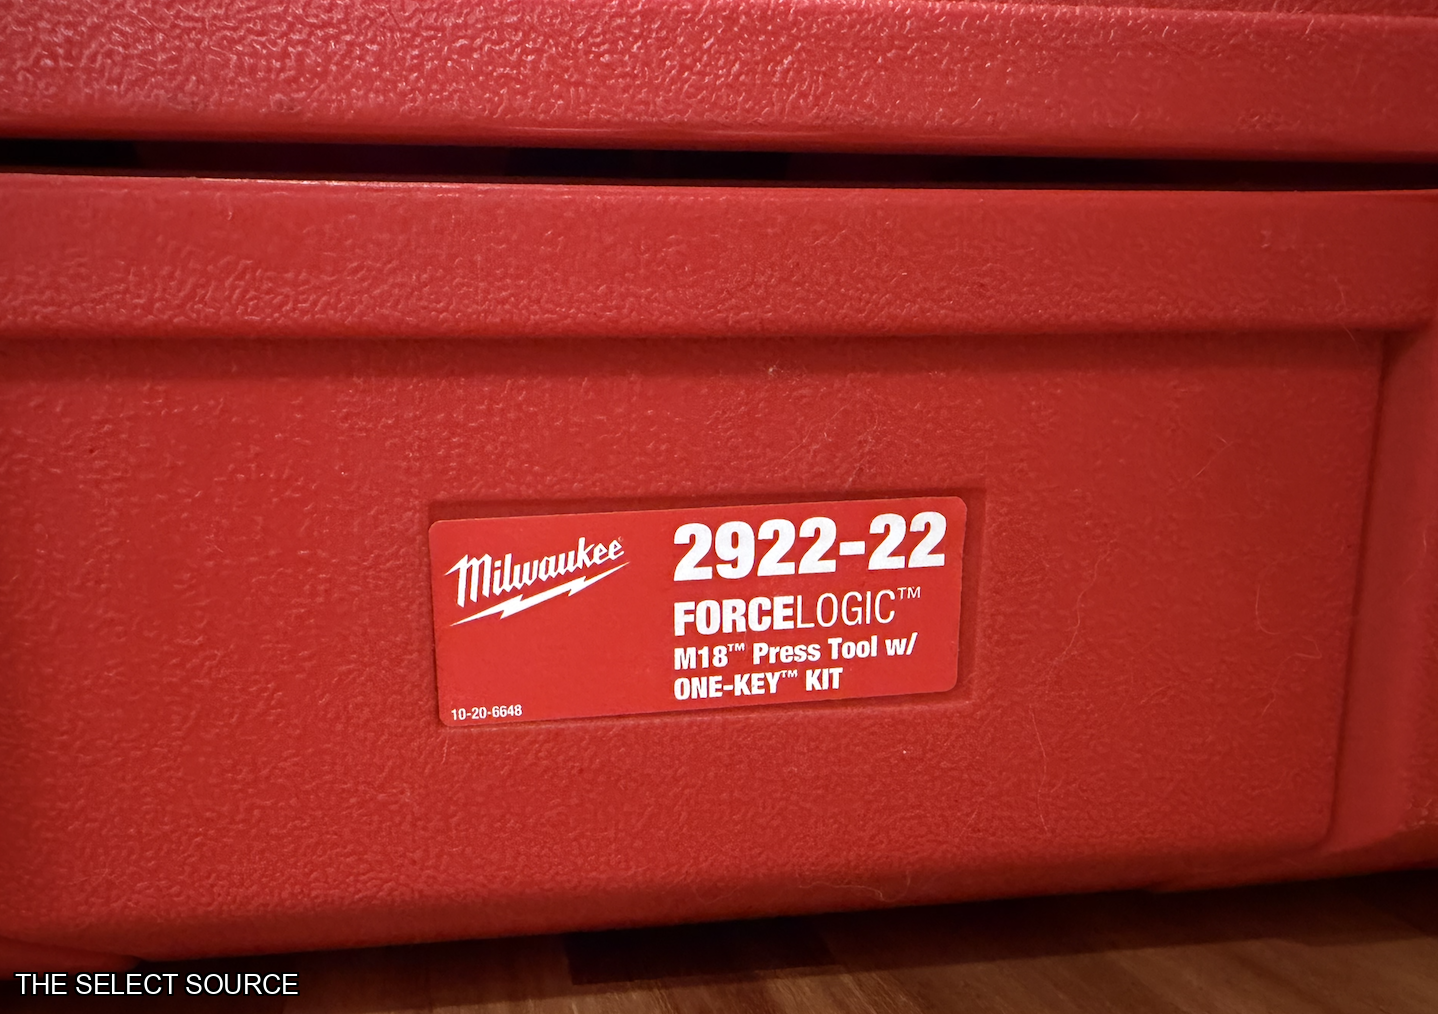 Milwaukee
2922-22
FORCELOGIC™
M18™ Press Tool w/
ONE-KEY™ KIT
10-20-6648
THE SELECT SOURCE